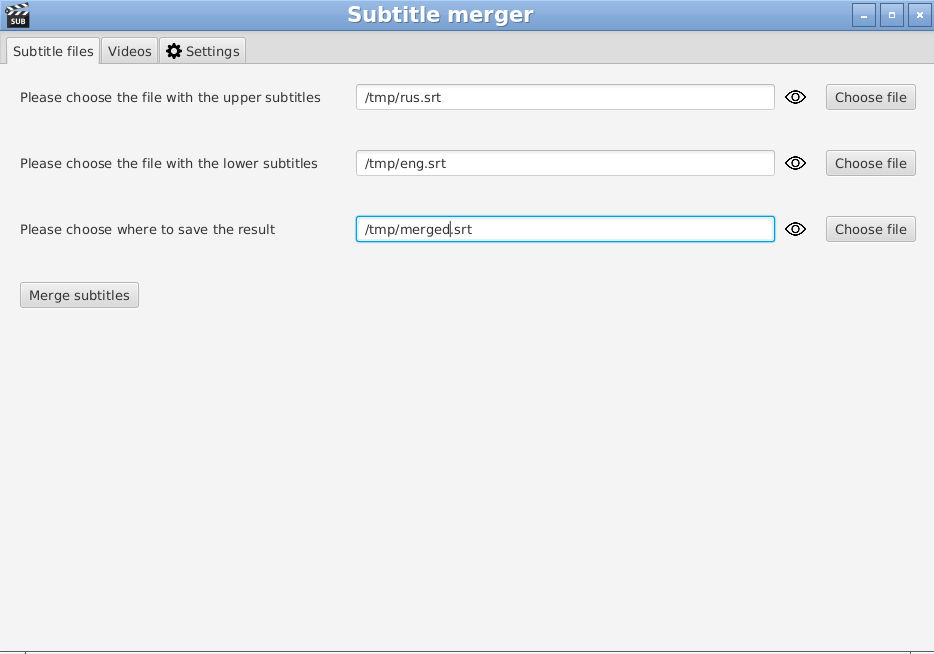 SUB
Subtitle merger
Subtitle files Videos Settings
Please choose the file with the upper subtitles /tmp/rus.srt Choose file
Please choose the file with the lower subtitles /tmp/eng.srt Choose file
Please choose where to save the result /tmp/merged.srt Choose file
Merge subtitles